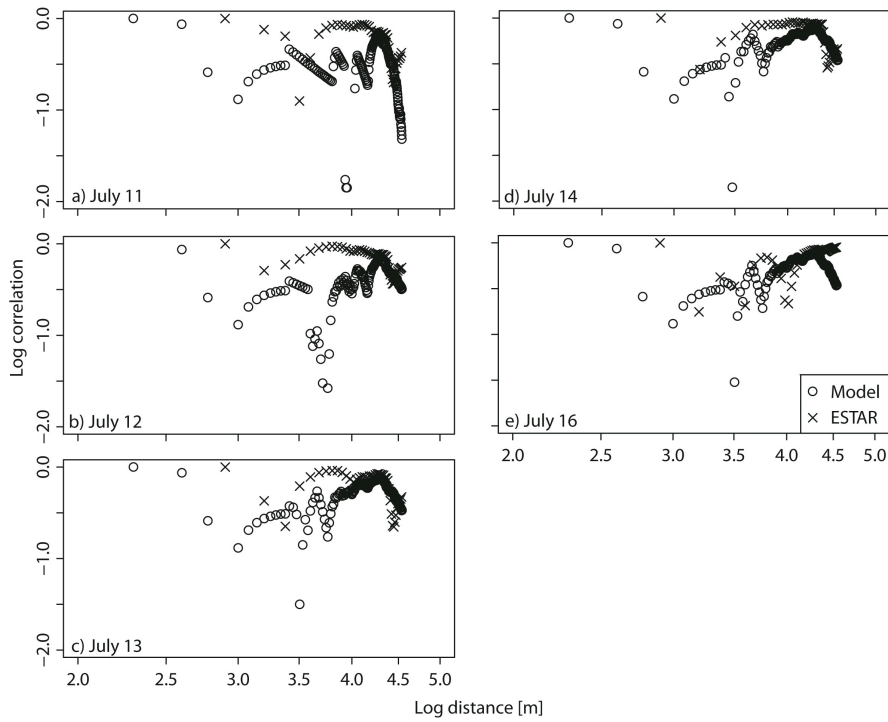 0.0
−1.0
−2.0
a) July 11
d) July 14
0.0
−1.0
−2.0
b) July 12
e) July 16
Model
ESTAR
2.0 2.5 3.0 3.5 4.0 4.5 5.0
0.0
−1.0
−2.0
c) July 13
2.0 2.5 3.0 3.5 4.0 4.5 5.0
Log correlation
Log distance [m]